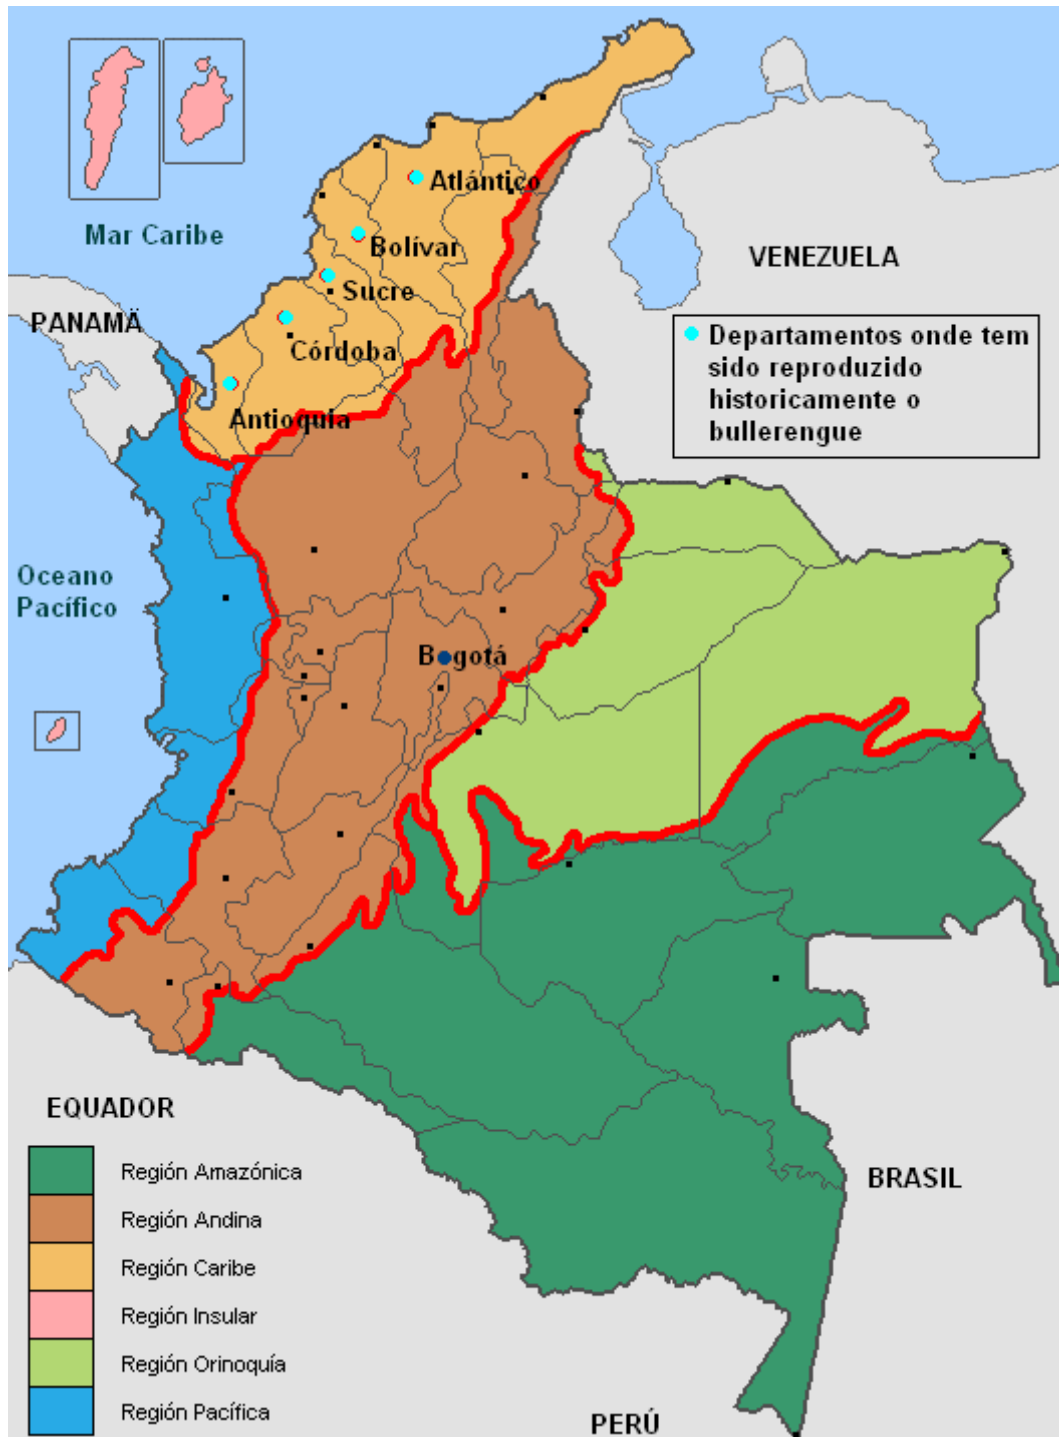 Mar Caribe
Atlántico
Bolívar
Sucre
Córdoba
Antioquia
PANAMÄ
VENEZUELA
Departamentos onde tem
sido reproduzido
historicamente o
bullerengue
Oceano
Pacífico
Bogotá
EQUADOR
BRASIL
PERÚ
Región Amazónica
Región Andina
Región Caribe
Región Insular
Región Orinoquía
Región Pacífica